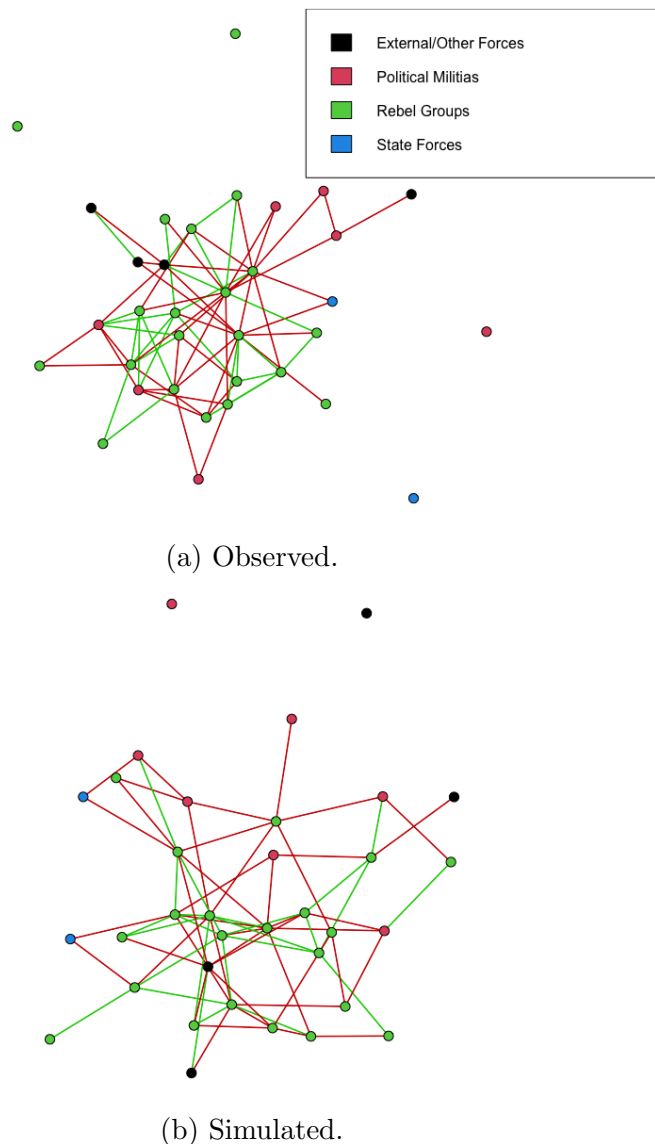 External/Other Forces
Political Militias
Rebel Groups
State Forces
(a) Observed.
(b) Simulated.